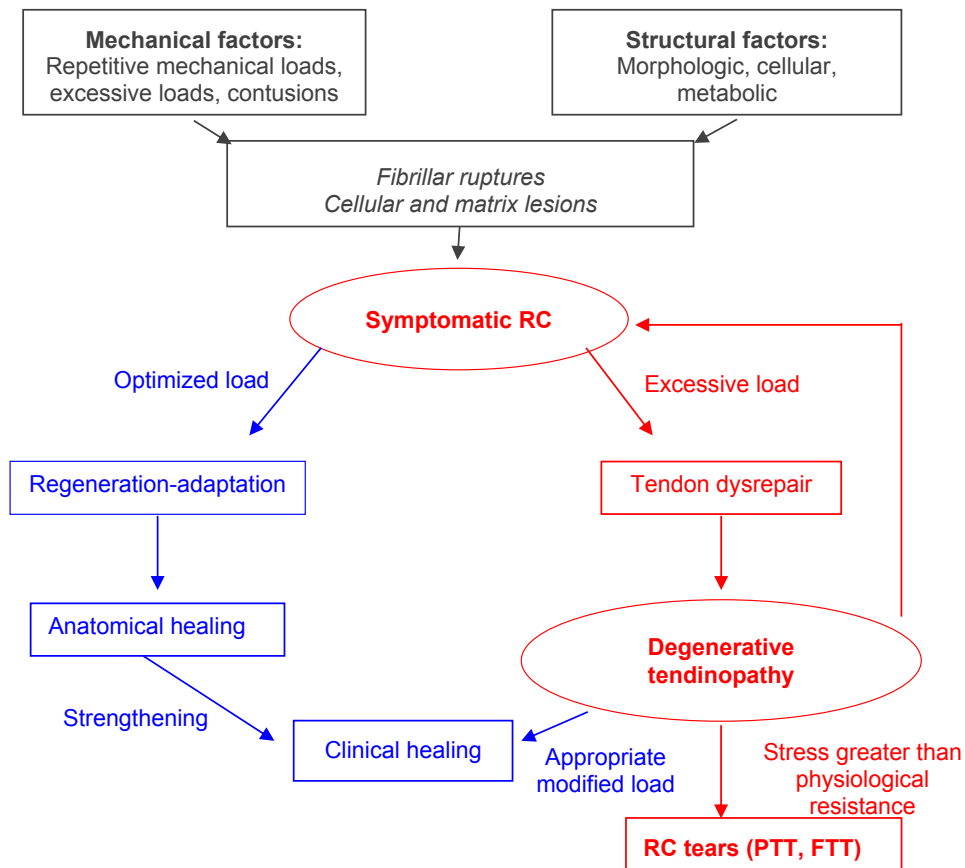 Mechanical factors:
Repetitive mechanical loads,
excessive loads, contusions
Structural factors:
Morphologic, cellular,
metabolic
Fibrillar ruptures
Cellular and matrix lesions
Symptomatic RC
Optimized load
Excessive load
Regeneration-adaptation
Tendon dysrepair
Anatomical healing
Degenerative
tendinopathy
Strengthening
Clinical healing
Appropriate
modified load
Stress greater than
physiological
resistance
RC tears (PTT, FTT)